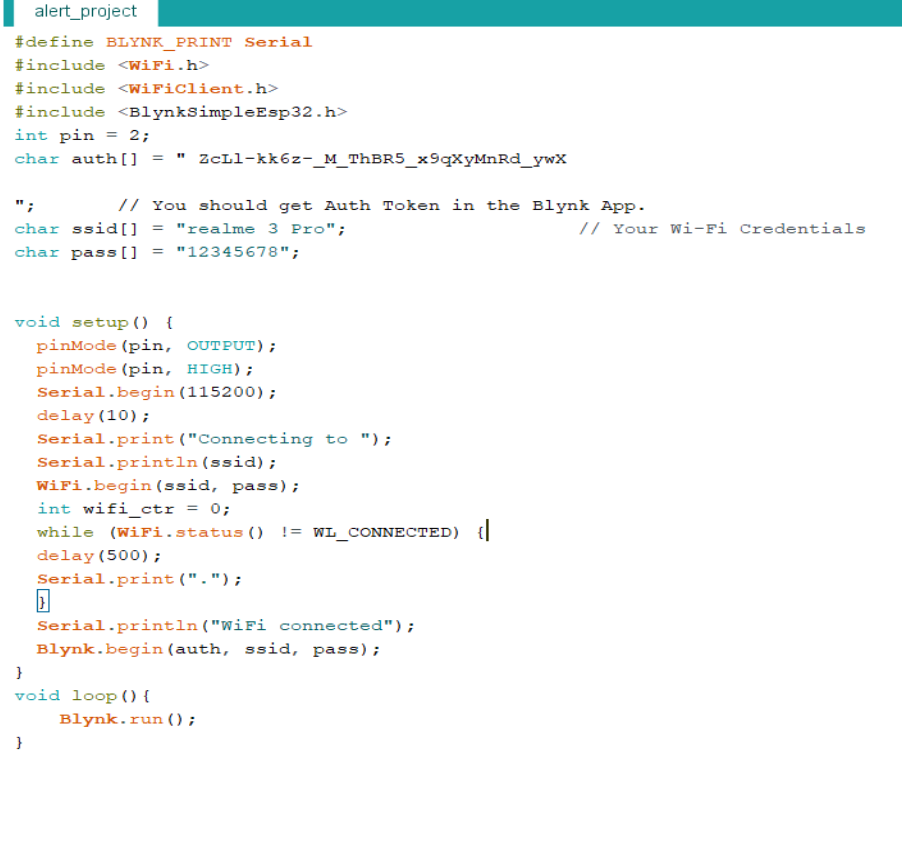 alert_project
#define BLYNK_PRINT Serial
#include <WiFi.h>
#include <WiFiClient.h>
#include <BlynkSimpleEsp32.h>
int pin = 2;
char auth[] = " ZcLl-kk6z-_M_ThBR5_x9qXyMnRd_ywX
";       // You should get Auth Token in the Blynk App.
char ssid[] = "realme 3 Pro";                    // Your Wi-Fi Credentials
char pass[] = "12345678";
void setup() {
  pinMode(pin, OUTPUT);
  pinMode(pin, HIGH);
  Serial.begin(115200);
  delay(10);
  Serial.print("Connecting to ");
  Serial.println(ssid);
  WiFi.begin(ssid, pass);
  int wifi_ctr = 0;
  while (WiFi.status() != WL_CONNECTED) {
  delay(500);
  Serial.print(".");
  }
  Serial.println("WiFi connected");
  Blynk.begin(auth, ssid, pass);
}
void loop(){
    Blynk.run();
}